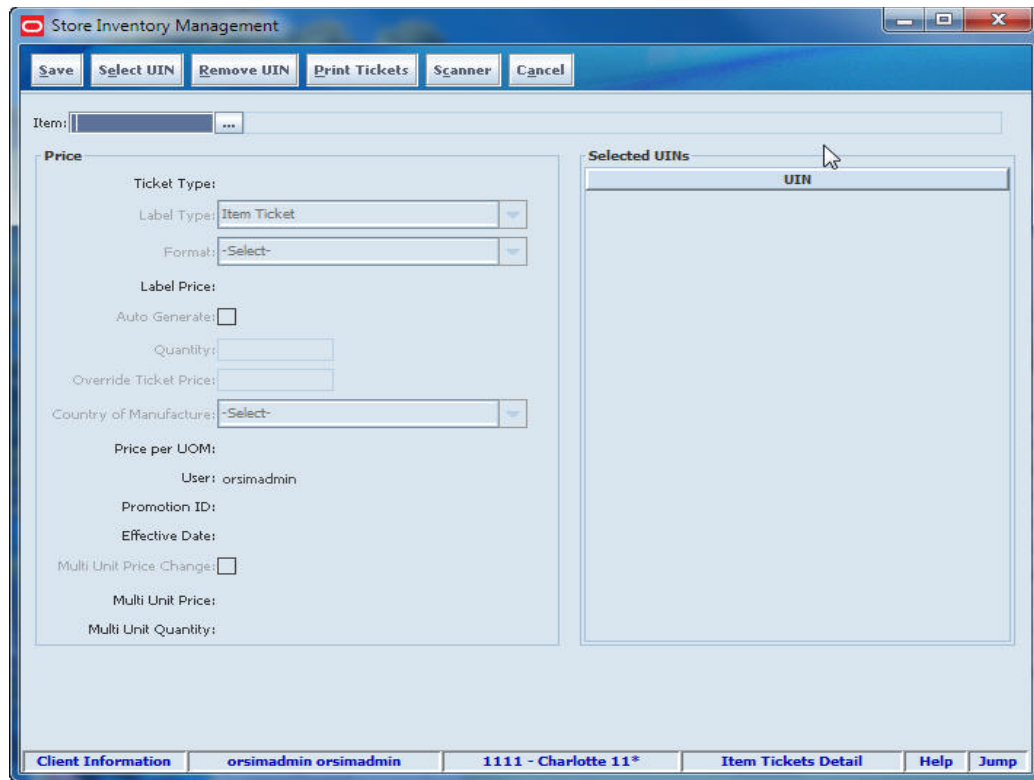 Store Inventory Management
Save Select UIN Remove UIN Print Tickets Scanner Cancel
Item: ...
Price
Ticket Type:
Label Type: Item Ticket
Format: -Select-
Label Price:
Auto Generate:
Quantity:
Override Ticket Price:
Country of Manufacture: -Select-
Price per UOM:
User: orsimadmin
Promotion ID:
Effective Date:
Multi Unit Price Change:
Multi Unit Price:
Multi Unit Quantity:
Selected UINs
UIN
Client Information orsimadmin orsimadmin 1111 - Charlotte 11* Item Tickets Detail Help Jump